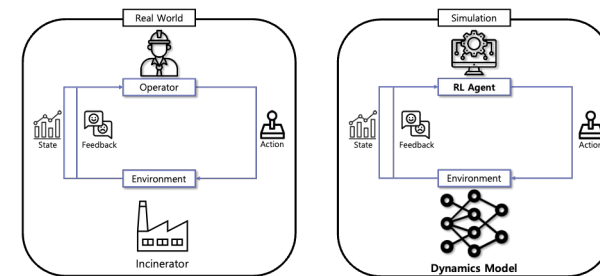 Real World
Operator
State
Feedback
Action
Environment
Incinerator
Simulation
RL Agent
State
Feedback
Action
Environment
Dynamics Model